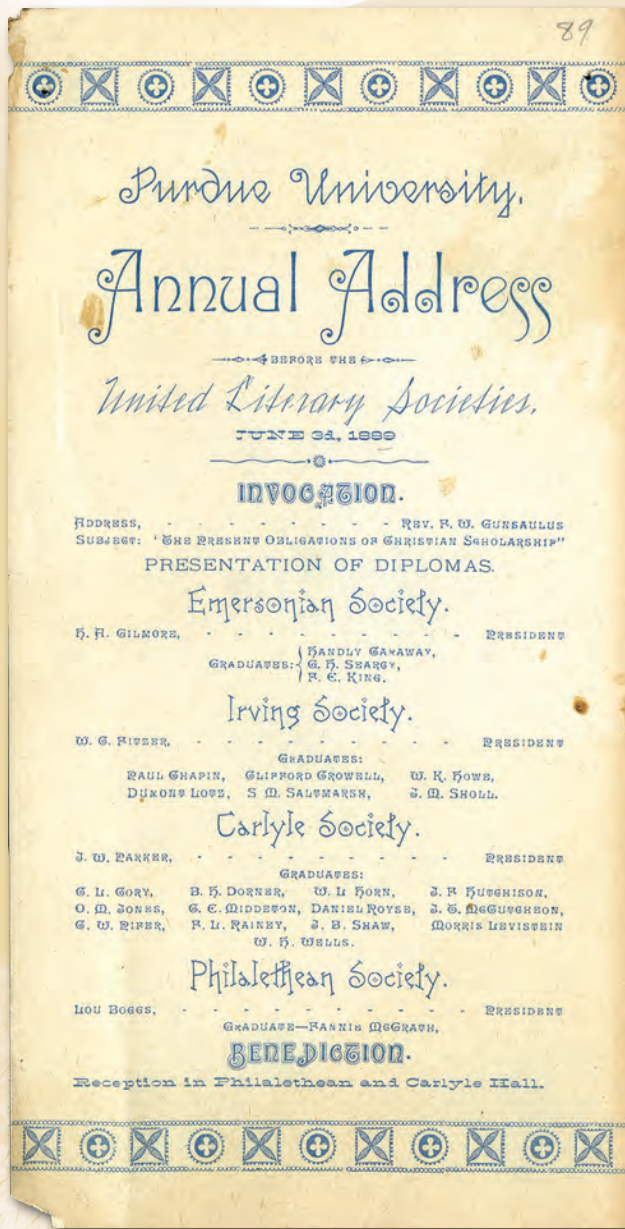 89
Purdue University.
Annual Address
BEFORE THE
United Literary Societies.
JUNE 3d, 1889
INVOCATION.
ADDRESS, - - - - - - - - REV. F. W. GUNSAULUS
SUBJECT: "THE PRESENT OBLIGATIONS OF CHRISTIAN SCHOLARSHIP"
PRESENTATION OF DIPLOMAS.
Emersonian Society.
H. A. GILMORE, - - - - - - - - - PRESIDENT
GRADUATES: HANDLY CARAWAY,
G. H. SEARCY,
F. E. KING.
Irving Society.
W. G. FITZER, - - - - - - - - - PRESIDENT
GRADUATES:
PAUL CHAPIN, CLIFFORD CROWELL, W. K. HOWE,
DUMONT LOTZ, S M. SALTMARSH, J. M. SHOLL.
Carlyle Society.
J. W. PARKER, - - - - - - - - - PRESIDENT
GRADUATES:
C. L. CORY, B. H. DORNER, W. L HORN, J. F HUTCHISON,
O. M. JONES, G. E. MIDDETON, DANIEL ROYSE, J. T. McCUTCHEON,
G. W. PIFER, F. L. RAINEY, J. B. SHAW, MORRIS LEVISTEIN
W. H. WELLS.
Philalethean Society.
LOU BOGGS, - - - - - - - - - - PRESIDENT
GRADUATE—FANNIE McGRATH,
BENEDICTION.
Reception in Philalethean and Carlyle Hall.